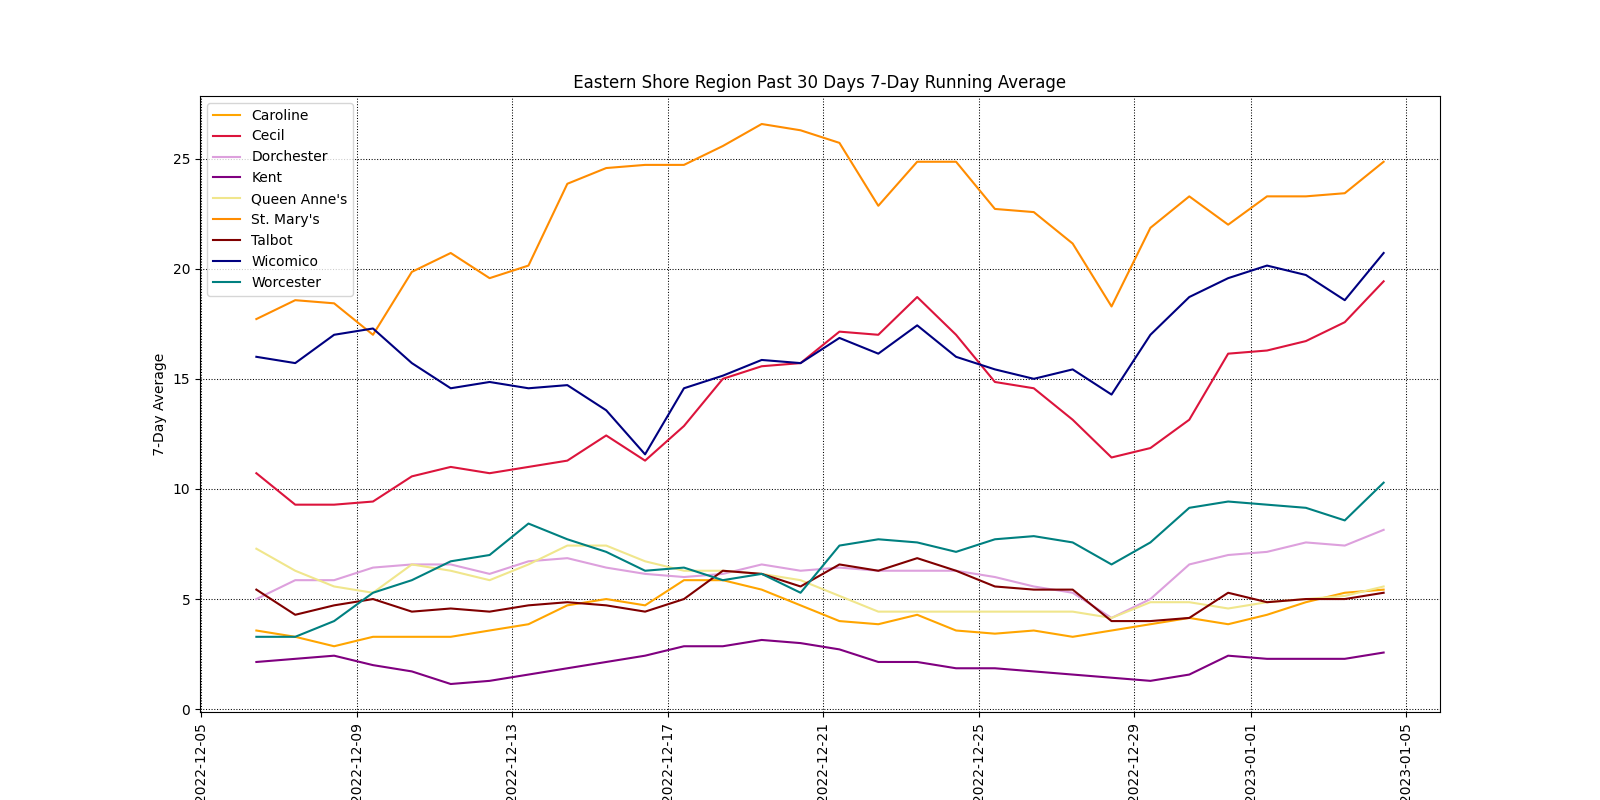 Eastern Shore Region Past 30 Days 7-Day Running Average
Caroline
Cecil
Dorchester
Kent
Queen Anne's
St. Mary's
Talbot
Wicomico
Worcester
7-Day Average
25
20
15
10
5
0
2022-12-05
2022-12-09
2022-12-13
2022-12-17
2022-12-21
2022-12-25
2022-12-29
2023-01-01
2023-01-05